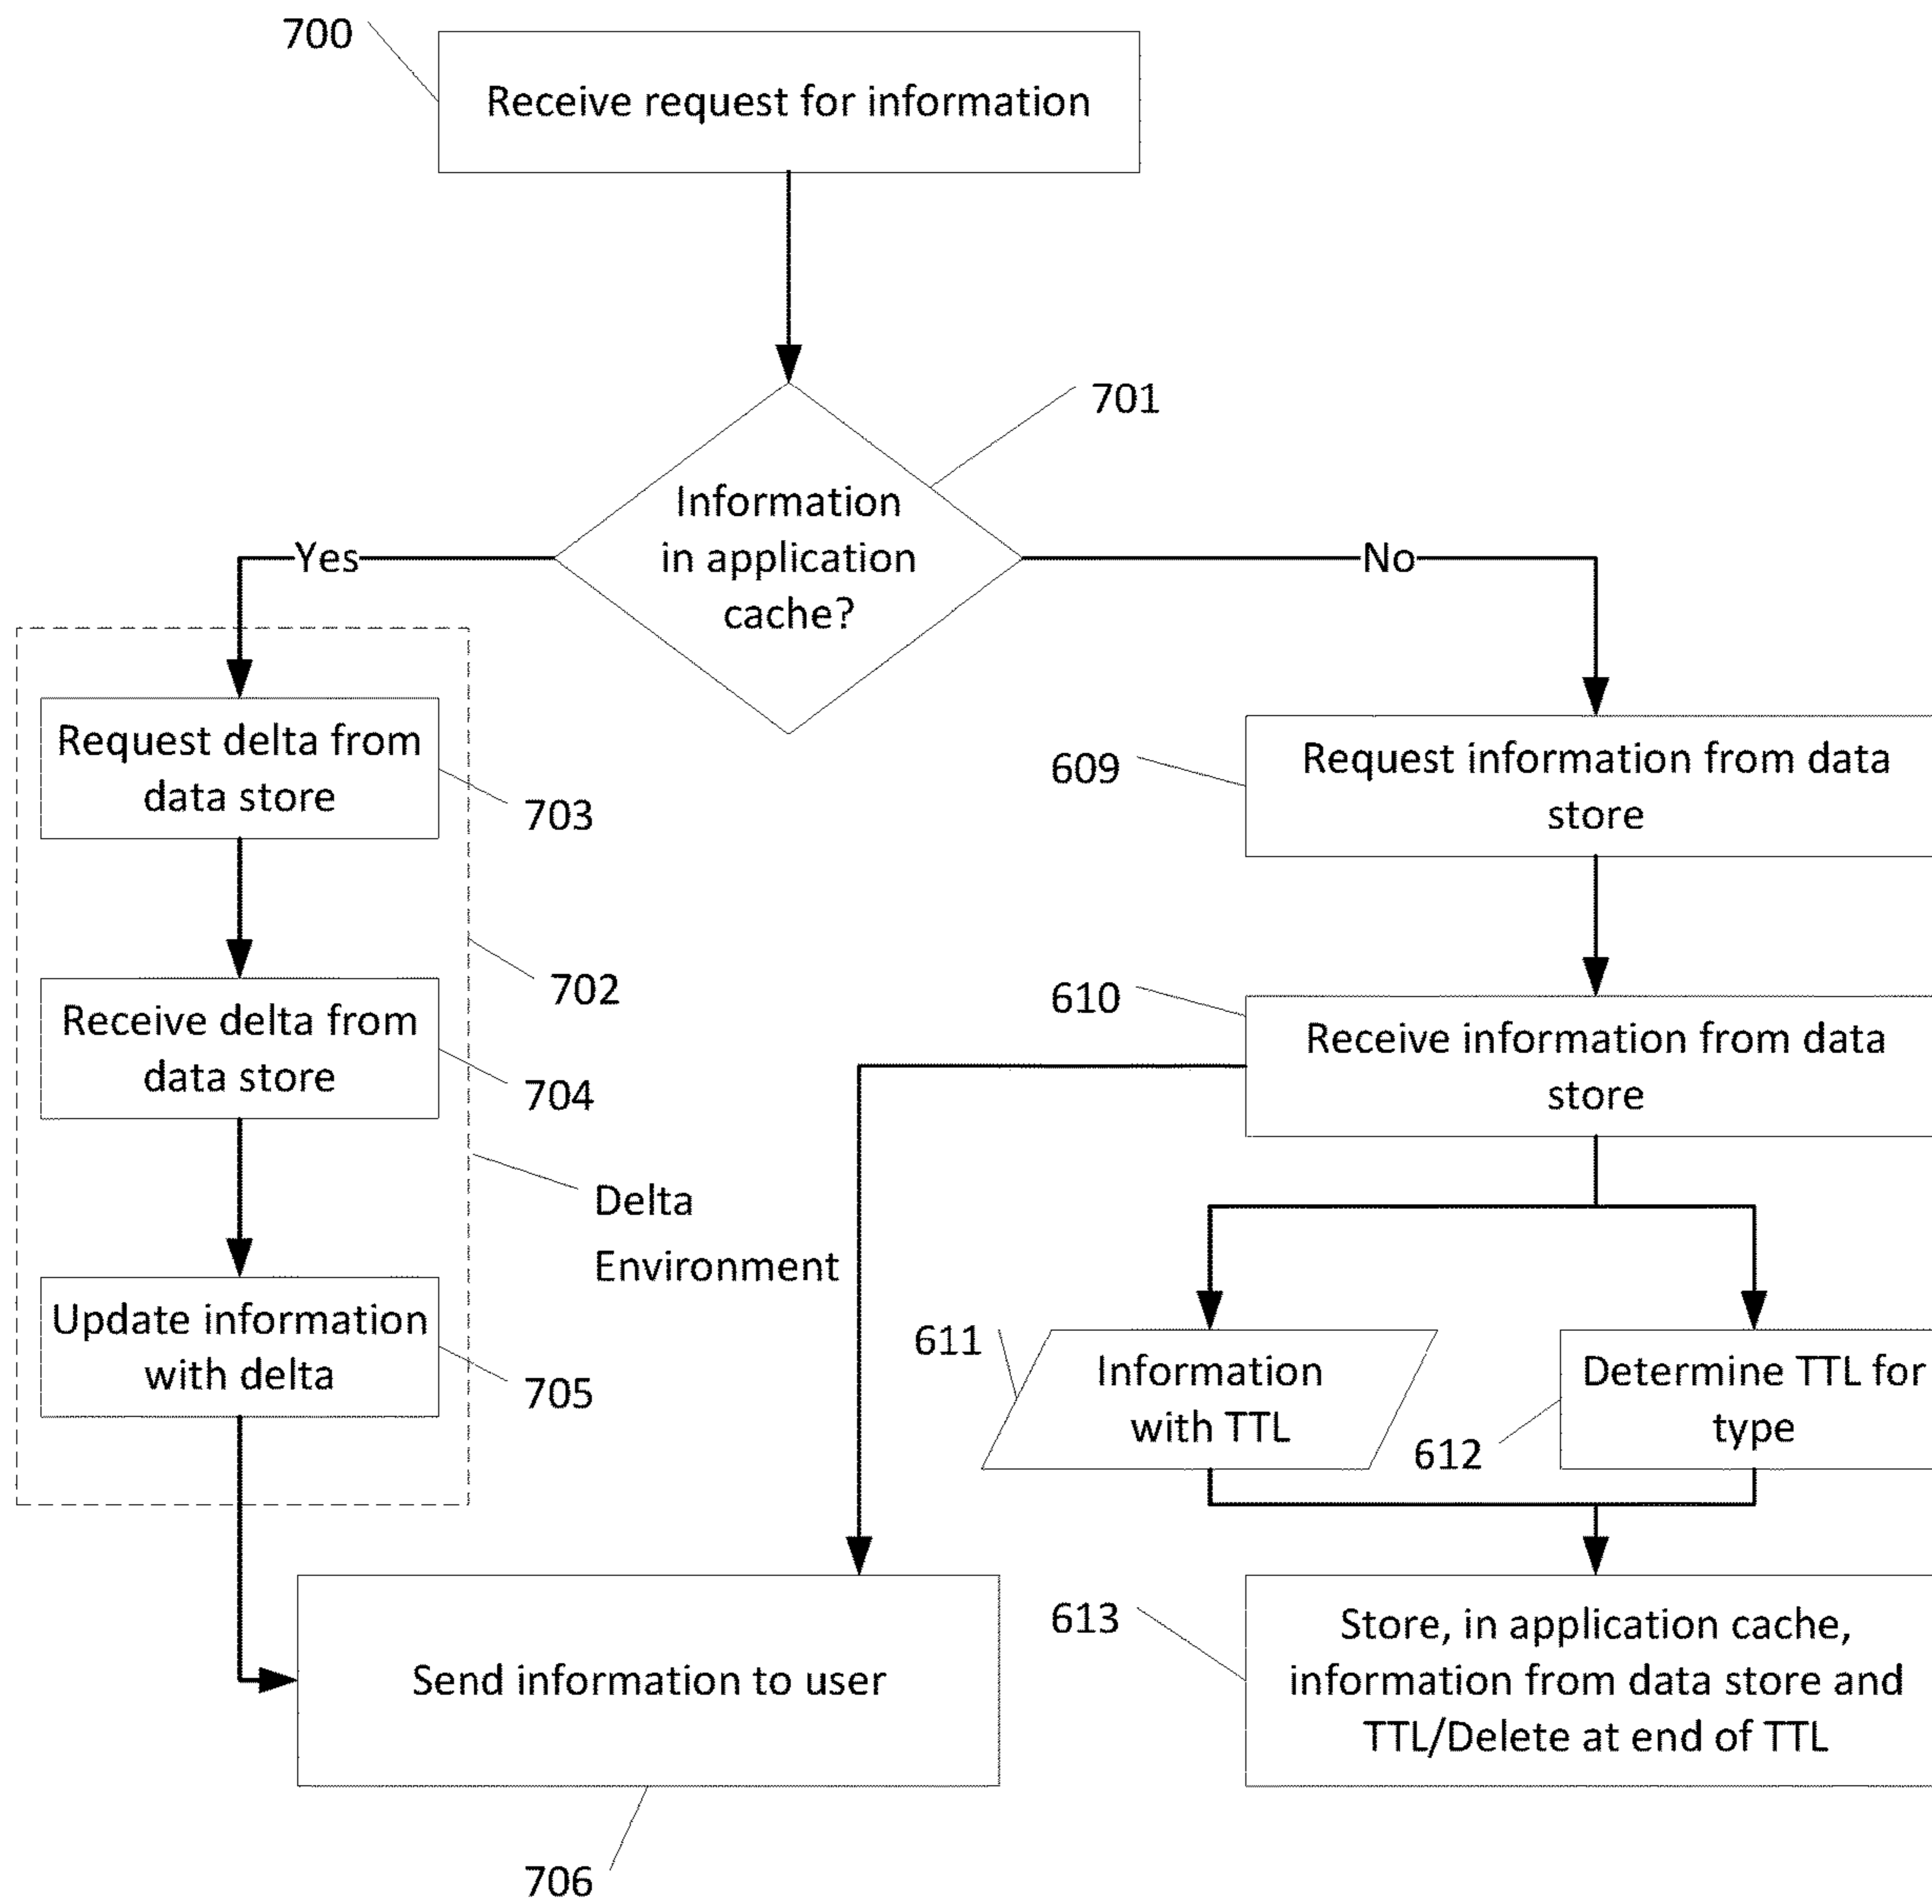 700
Receive request for information
701
Information
in application
cache?
Yes
No
Request delta from
data store
703
609
Request information from data
store
702
Receive delta from
data store
704
610
Receive information from data
store
Delta
Environment
Update information
with delta
705
611
Information
with TTL
612
Determine TTL for
type
Send information to user
706
613
Store, in application cache,
information from data store and
TTL/Delete at end of TTL